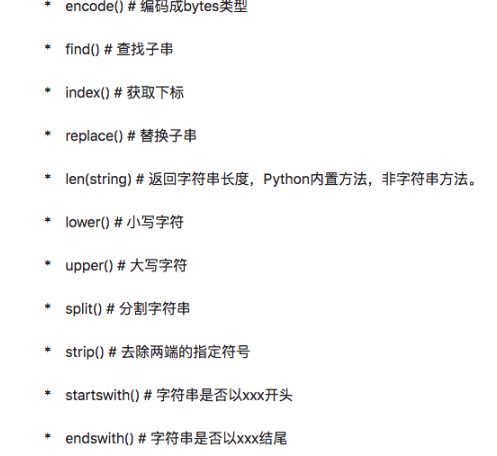 * encode() # 编码成bytes类型
* find() # 查找子串
* index() # 获取下标
* replace() # 替换子串
* len(string) # 返回字符串长度，Python内置方法，非字符串方法。
* lower() # 小写字符
* upper() # 大写字符
* split() # 分割字符串
* strip() # 去除两端的指定符号
* startswith() # 字符串是否以xxx开头
* endswith() # 字符串是否以xxx结尾